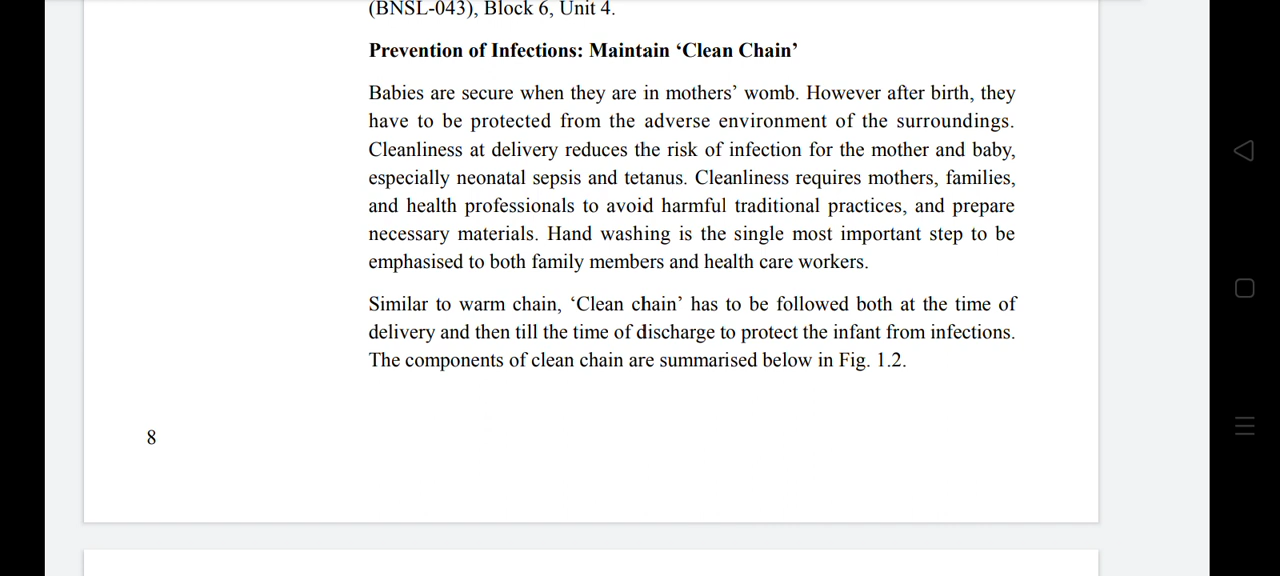 (BNSL-043), Block 6, Unit 4.
Prevention of Infections: Maintain ‘Clean Chain’
Babies are secure when they are in mothers’ womb. However after birth, they
have to be protected from the adverse environment of the surroundings.
Cleanliness at delivery reduces the risk of infection for the mother and baby,
especially neonatal sepsis and tetanus. Cleanliness requires mothers, families,
and health professionals to avoid harmful traditional practices, and prepare
necessary materials. Hand washing is the single most important step to be
emphasised to both family members and health care workers.
Similar to warm chain, ‘Clean chain’ has to be followed both at the time of
delivery and then till the time of discharge to protect the infant from infections.
The components of clean chain are summarised below in Fig. 1.2.
8